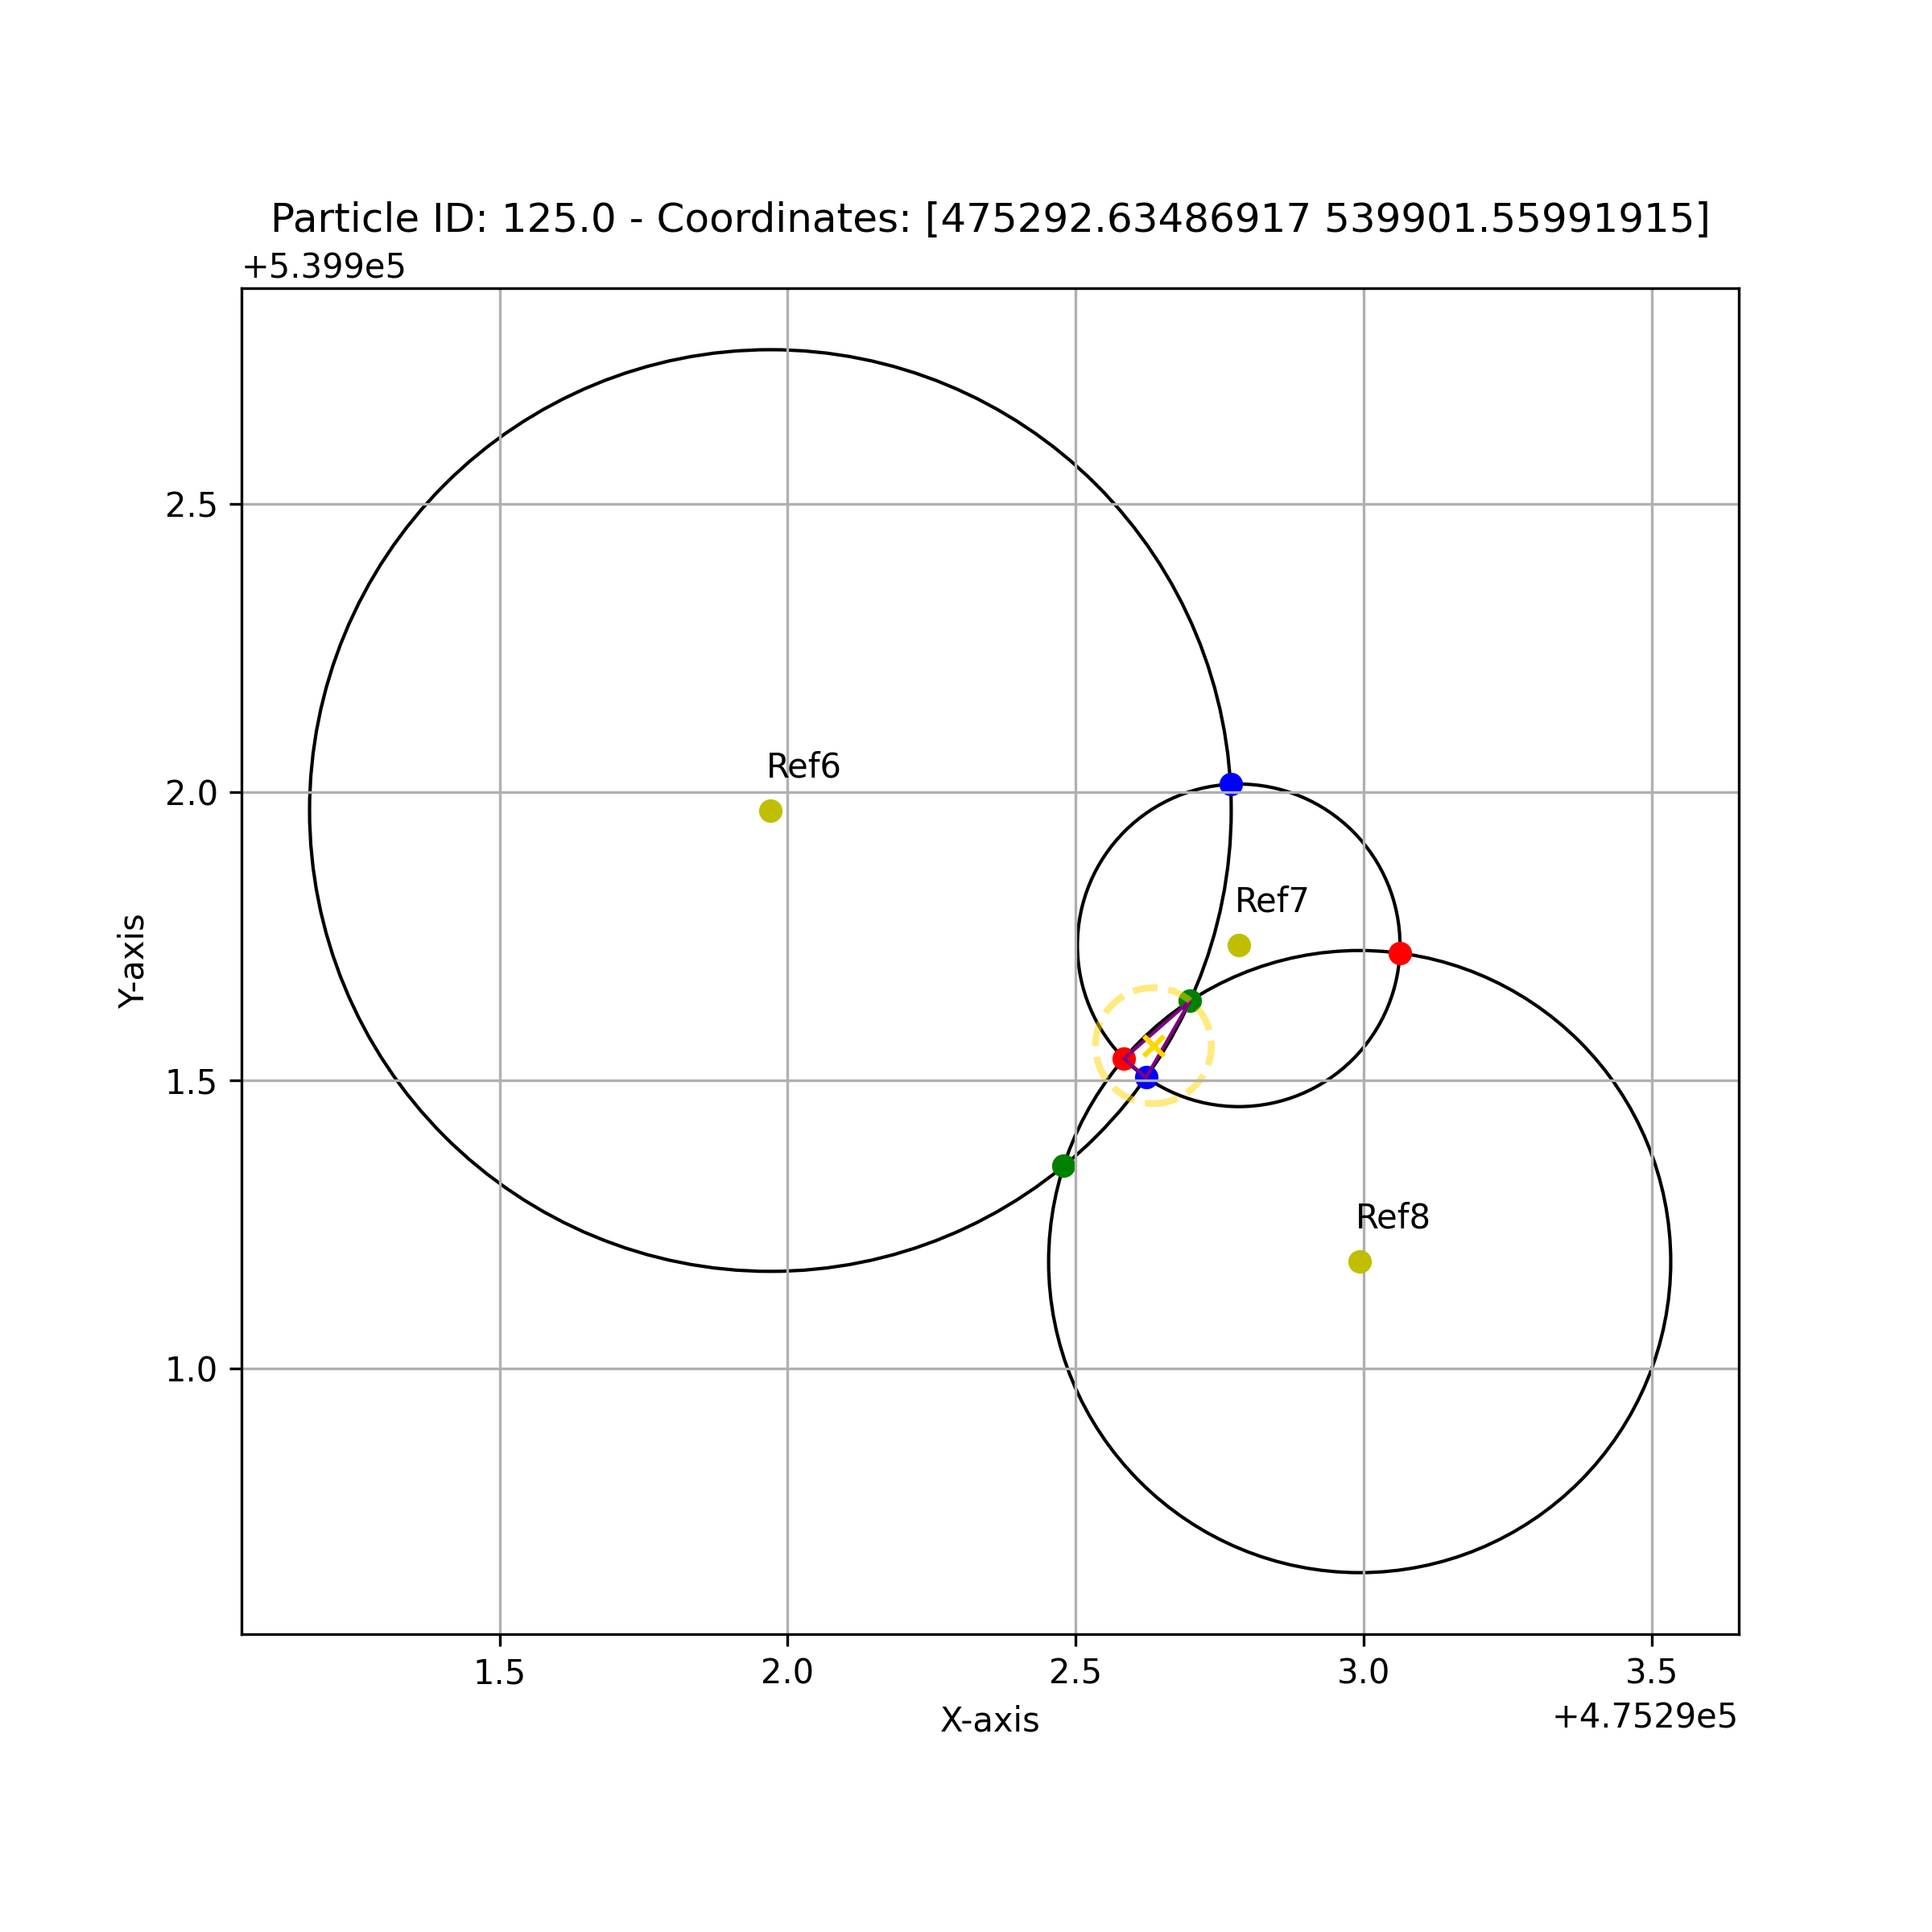 Particle ID: 125.0 - Coordinates: [475292.63486917 539901.55991915]
+5.399e5
2.5
Ref6
2.0
Ref7
Y-axis
1.5
Ref8
1.0
1.5 2.0 2.5 3.0 3.5
X-axis
+4.7529e5